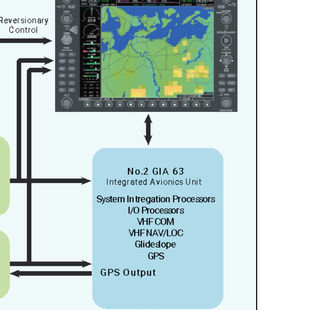 Reversionary
Control
No.2 GIA 63
Integrated Avionics Unit
System Intregation Processors
I/O Processors
VHF COM
VHF NAV/LOC
Glideslope
GPS
GPS Output